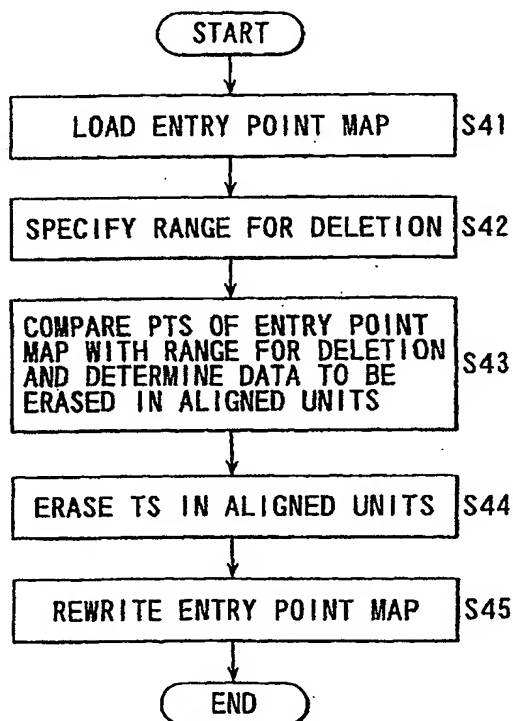 START
LOAD ENTRY POINT MAP S41
SPECIFY RANGE FOR DELETION S42
COMPARE PTS OF ENTRY POINT
MAP WITH RANGE FOR DELETION
AND DETERMINE DATA TO BE
ERASED IN ALIGNED UNITS
S43
ERASE TS IN ALIGNED UNITS S44
REWRITE ENTRY POINT MAP S45
END